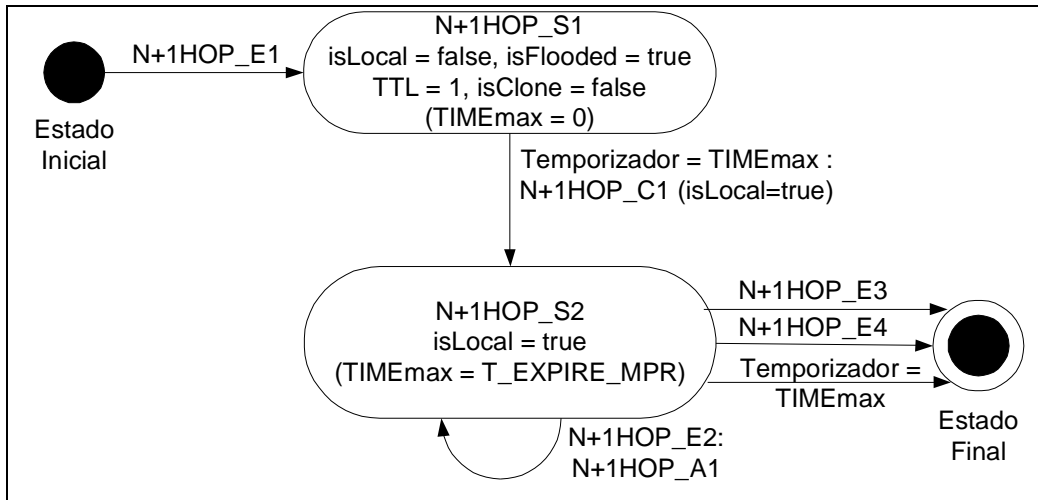 N+1HOP_E1
Estado
Inicial
N+1HOP_S1
isLocal = false, isFlooded = true
TTL = 1, isClone = false
(TIMEmax = 0)
Temporizador = TIMEmax :
N+1HOP_C1 (isLocal=true)
N+1HOP_S2
isLocal = true
(TIMEmax = T_EXPIRE_MPR)
N+1HOP_E3
N+1HOP_E4
Temporizador =
TIMEmax
Estado
Final
N+1HOP_E2:
N+1HOP_A1